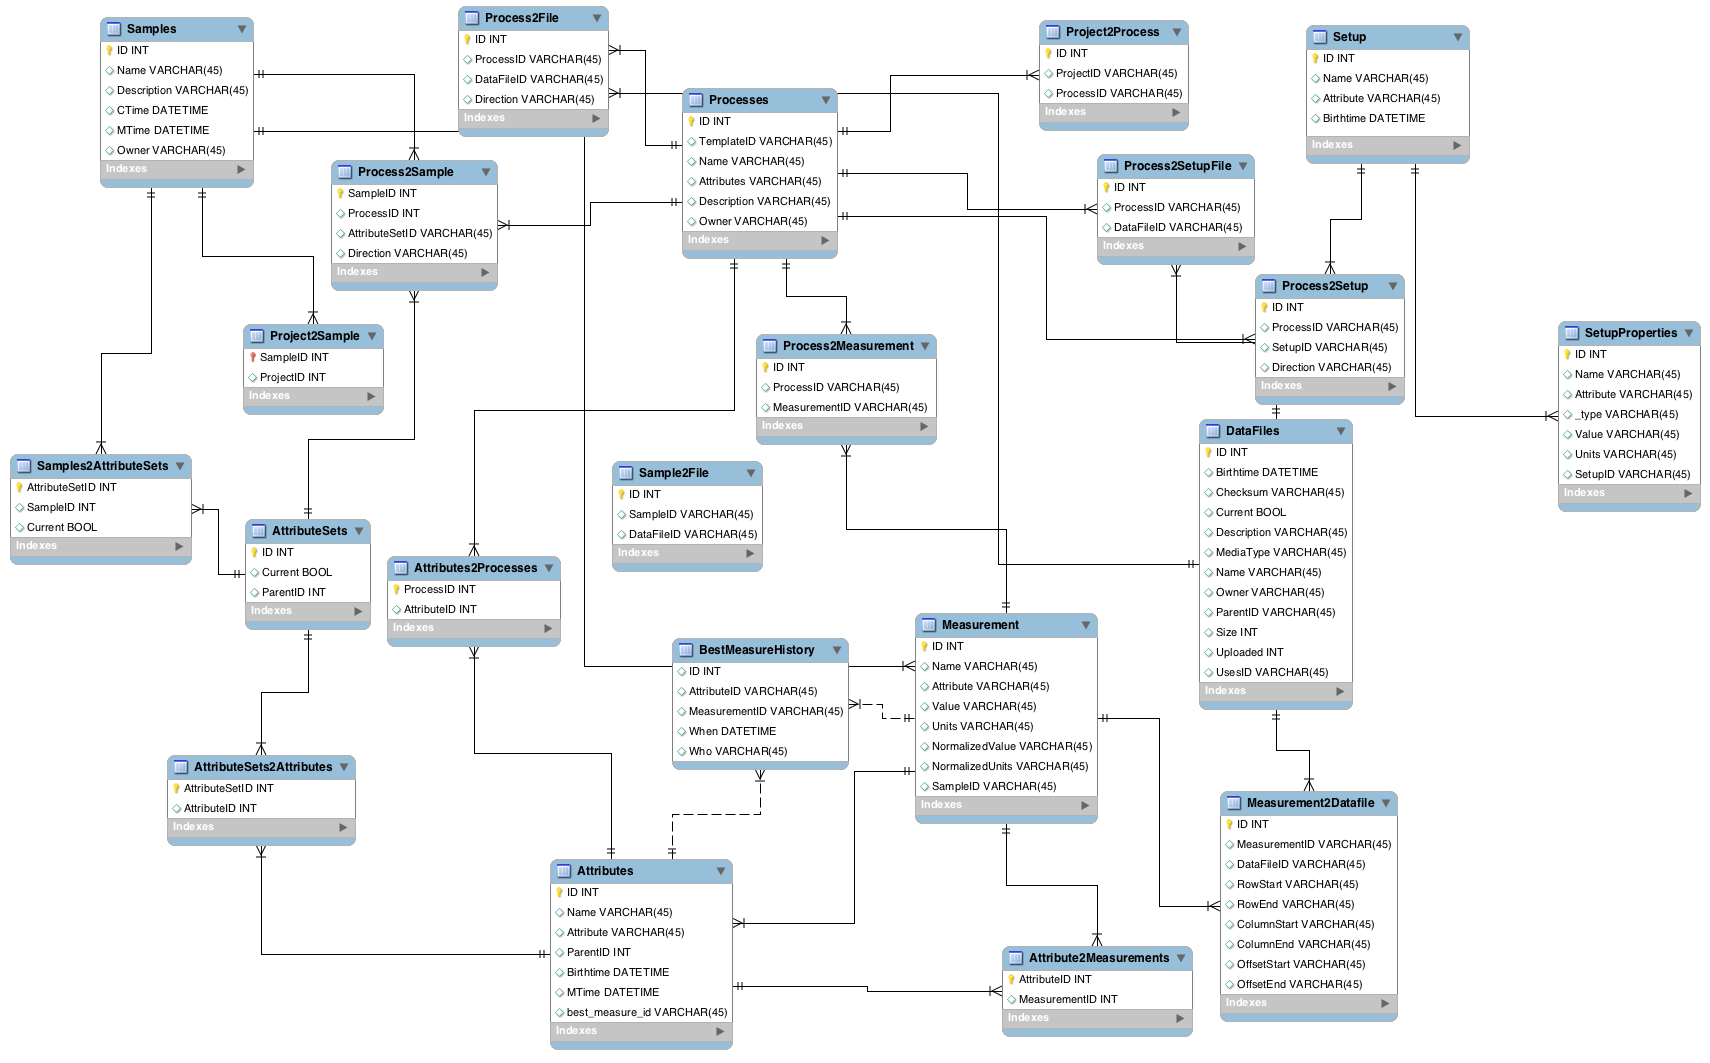 Samples
ID INT
Name VARCHAR(45)
Description VARCHAR(45)
CTime DATETIME
MTime DATETIME
Owner VARCHAR(45)
Indexes
Process2File
ID INT
ProcessID VARCHAR(45)
DataFileID VARCHAR(45)
Direction VARCHAR(45)
Indexes
Processes
ID INT
TemplateID VARCHAR(45)
Name VARCHAR(45)
Attributes VARCHAR(45)
Description VARCHAR(45)
Owner VARCHAR(45)
Indexes
Project2Process
ID INT
ProjectID VARCHAR(45)
ProcessID VARCHAR(45)
Indexes
Setup
ID INT
Name VARCHAR(45)
Attribute VARCHAR(45)
Birthtime DATETIME
Indexes
Process2Sample
SampleID INT
ProcessID INT
AttributeSetID VARCHAR(45)
Direction VARCHAR(45)
Indexes
Process2SetupFile
ID INT
ProcessID VARCHAR(45)
DataFileID VARCHAR(45)
Indexes
Process2Setup
ID INT
ProcessID VARCHAR(45)
SetupID VARCHAR(45)
Direction VARCHAR(45)
Indexes
Project2Sample
SampleID INT
ProjectID INT
Indexes
Process2Measurement
ID INT
ProcessID VARCHAR(45)
MeasurementID VARCHAR(45)
Indexes
SetupProperties
ID INT
Name VARCHAR(45)
Attribute VARCHAR(45)
_type VARCHAR(45)
Value VARCHAR(45)
Units VARCHAR(45)
SetupID VARCHAR(45)
Indexes
Samples2AttributeSets
AttributeSetID INT
SampleID INT
Current BOOL
Indexes
Sample2File
ID INT
SampleID VARCHAR(45)
DataFileID VARCHAR(45)
Indexes
DataFiles
ID INT
Birthtime DATETIME
Checksum VARCHAR(45)
Current BOOL
Description VARCHAR(45)
MediaType VARCHAR(45)
Name VARCHAR(45)
Owner VARCHAR(45)
ParentID VARCHAR(45)
Size INT
Uploaded INT
UsesID VARCHAR(45)
Indexes
AttributeSets
ID INT
Current BOOL
ParentID INT
Indexes
Attributes2Processes
ProcessID INT
AttributeID INT
Indexes
BestMeasureHistory
ID INT
AttributeID VARCHAR(45)
MeasurementID VARCHAR(45)
When DATETIME
Who VARCHAR(45)
Measurement
ID INT
Name VARCHAR(45)
Attribute VARCHAR(45)
Value VARCHAR(45)
Units VARCHAR(45)
NormalizedValue VARCHAR(45)
NormalizedUnits VARCHAR(45)
SampleID VARCHAR(45)
Indexes
AttributeSets2Attributes
AttributeSetID INT
AttributeID INT
Indexes
Measurement2Datafile
ID INT
MeasurementID VARCHAR(45)
DataFileID VARCHAR(45)
RowStart VARCHAR(45)
RowEnd VARCHAR(45)
ColumnStart VARCHAR(45)
ColumnEnd VARCHAR(45)
OffsetStart VARCHAR(45)
OffsetEnd VARCHAR(45)
Indexes
Attributes
ID INT
Name VARCHAR(45)
Attribute VARCHAR(45)
ParentID INT
Birthtime DATETIME
MTime DATETIME
best_measure_id VARCHAR(45)
Indexes
Attribute2Measurements
AttributeID INT
MeasurementID INT
Indexes